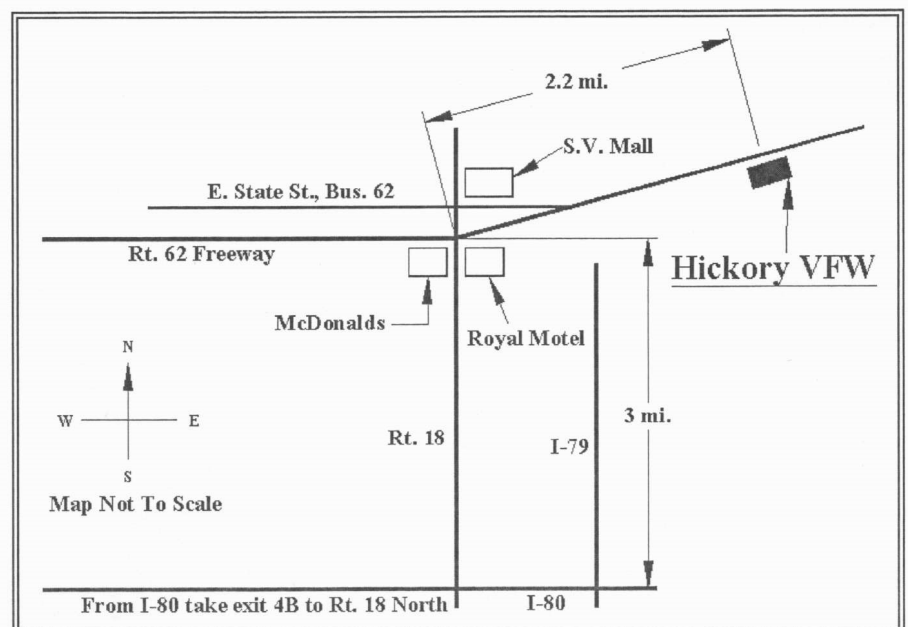 2.2 mi.
S.V. Mall
E. State St., Bus. 62
Rt. 62 Freeway
Hickory VFW
McDonalds
Royal Motel
N
W E
S
Rt. 18
I-79
3 mi.
Map Not To Scale
From I-80 take exit 4B to Rt. 18 North
I-80